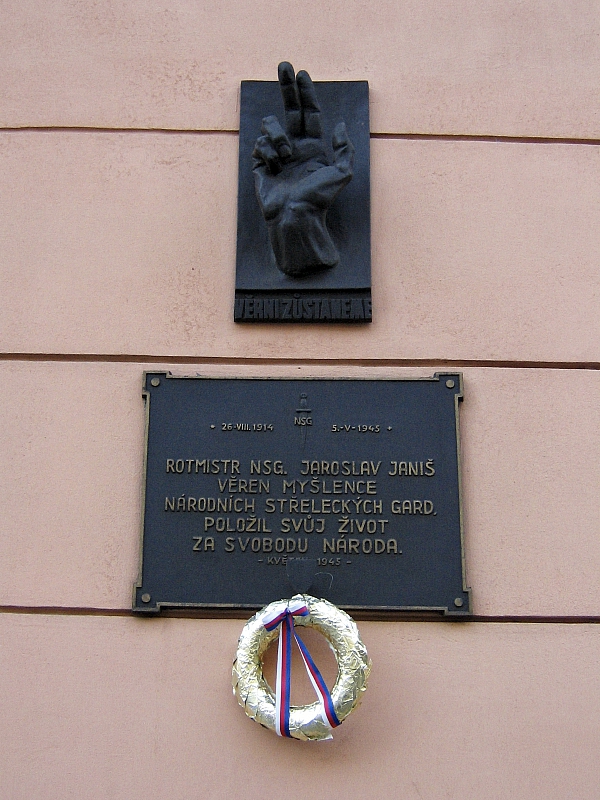 VĚRNI ZŮSTANEME
NSG
* 26·VIII.1914 5.-V-1945 +
ROTMISTR NSG. JAROSLAV JANIŠ
VĚREN MYŠLENCE
NÁRODNÍCH STŘELECKÝCH GARD,
POLOŽIL SVŮJ ŽIVOT
ZA SVOBODU NÁRODA.
- 1945 -